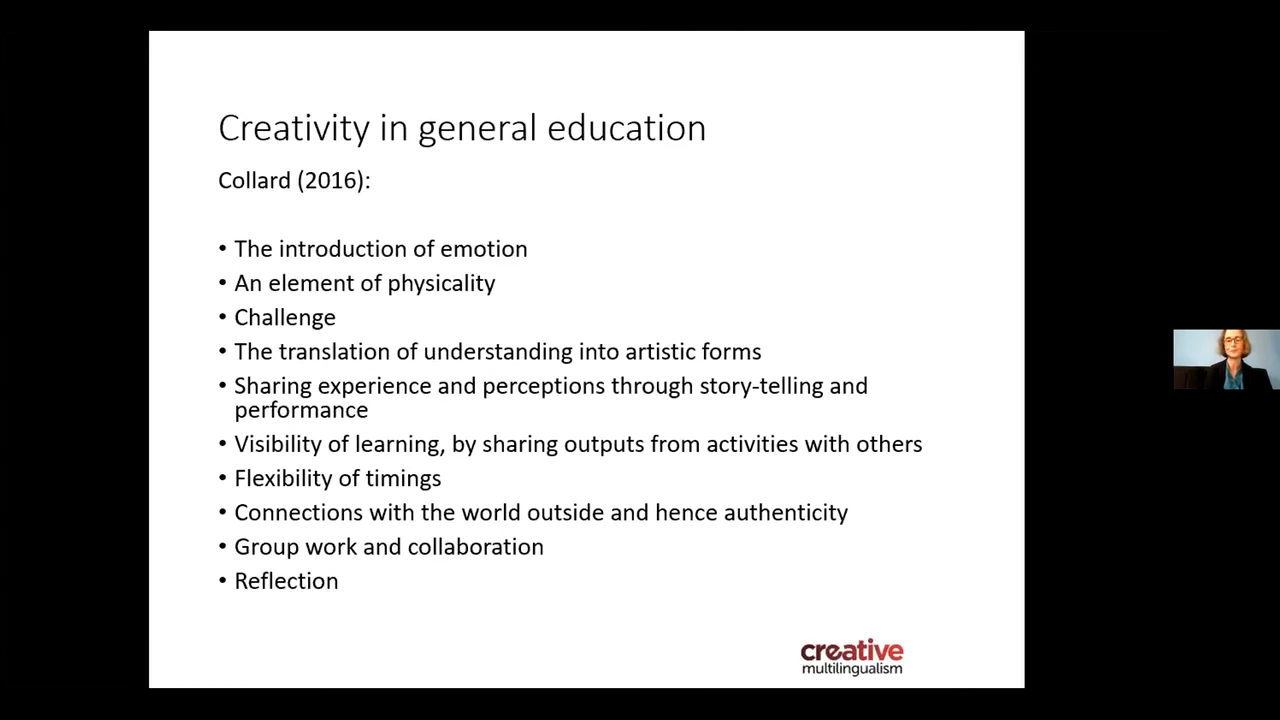 Creativity in general education
Collard (2016):
• The introduction of emotion
• An element of physicality
• Challenge
• The translation of understanding into artistic forms
• Sharing experience and perceptions through story-telling and
performance
• Visibility of learning, by sharing outputs from activities with others
• Flexibility of timings
• Connections with the world outside and hence authenticity
• Group work and collaboration
• Reflection
creative
multilingualism